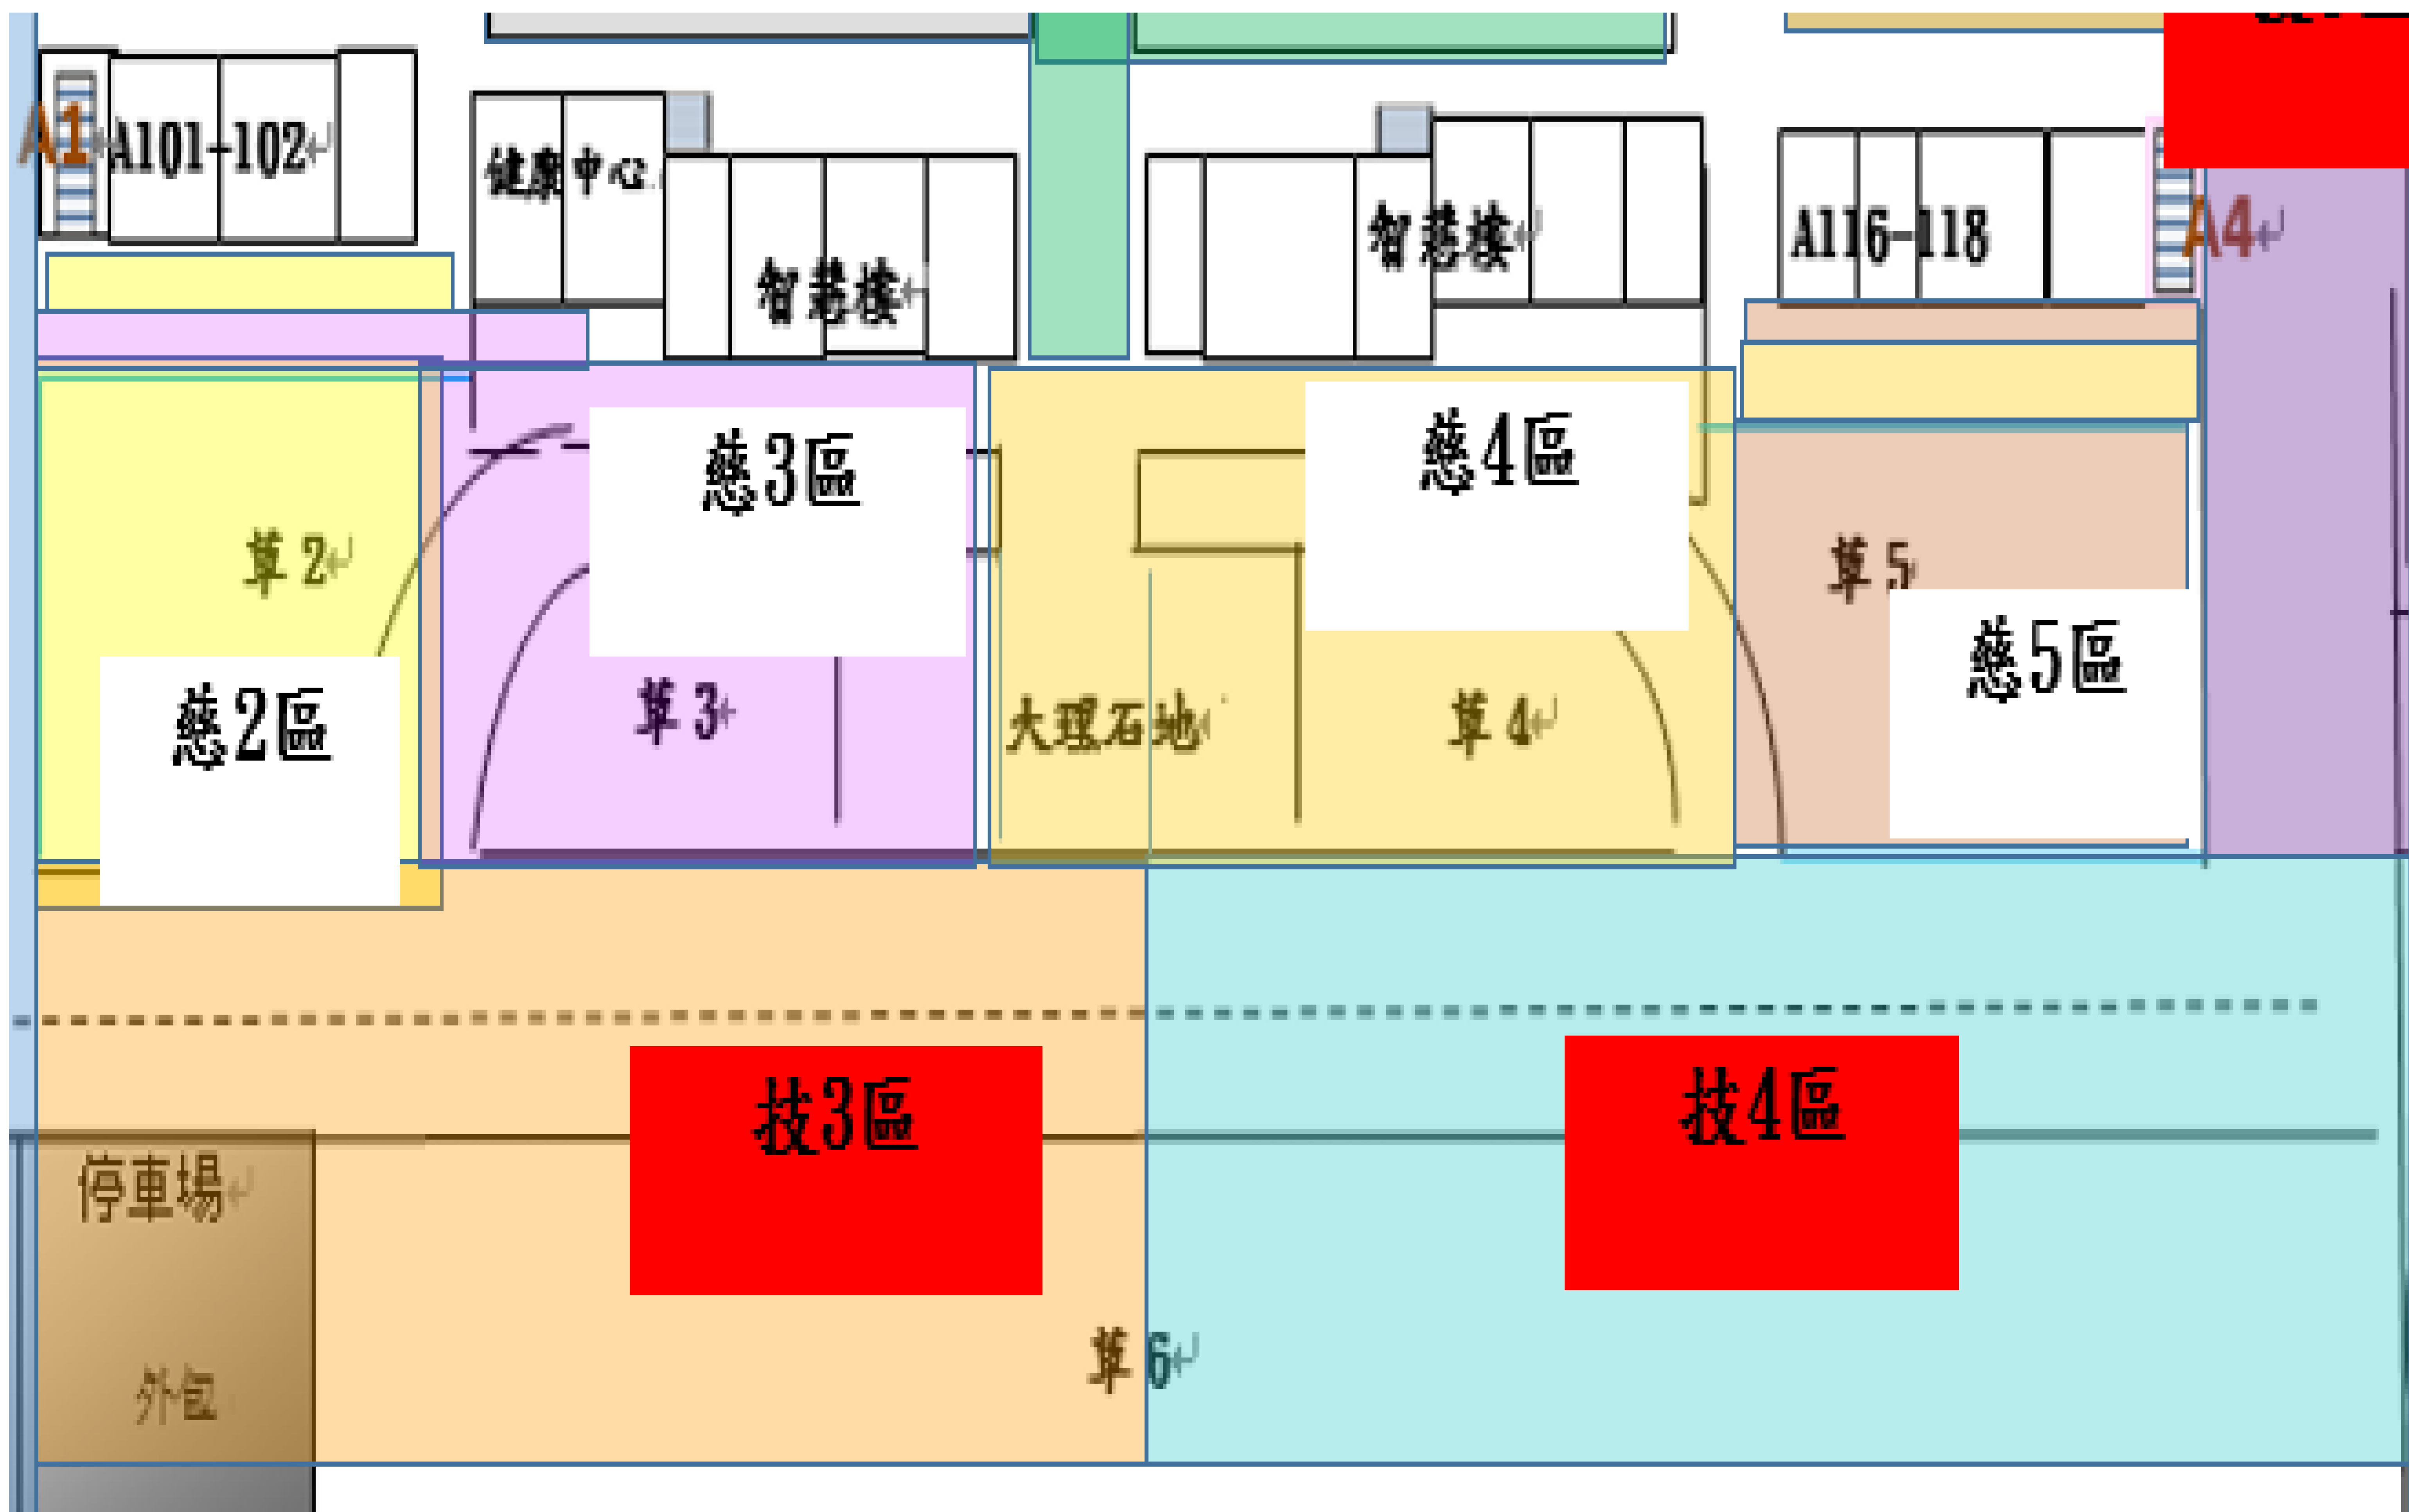 A1
A101-102
健康中心
智慈樓
智慈樓
A116-118
A4
慈3區
慈4區
草2
草5
慈2區
草3
大理石地
草4
慈5區
技3區
技4區
停車場
草6
外包